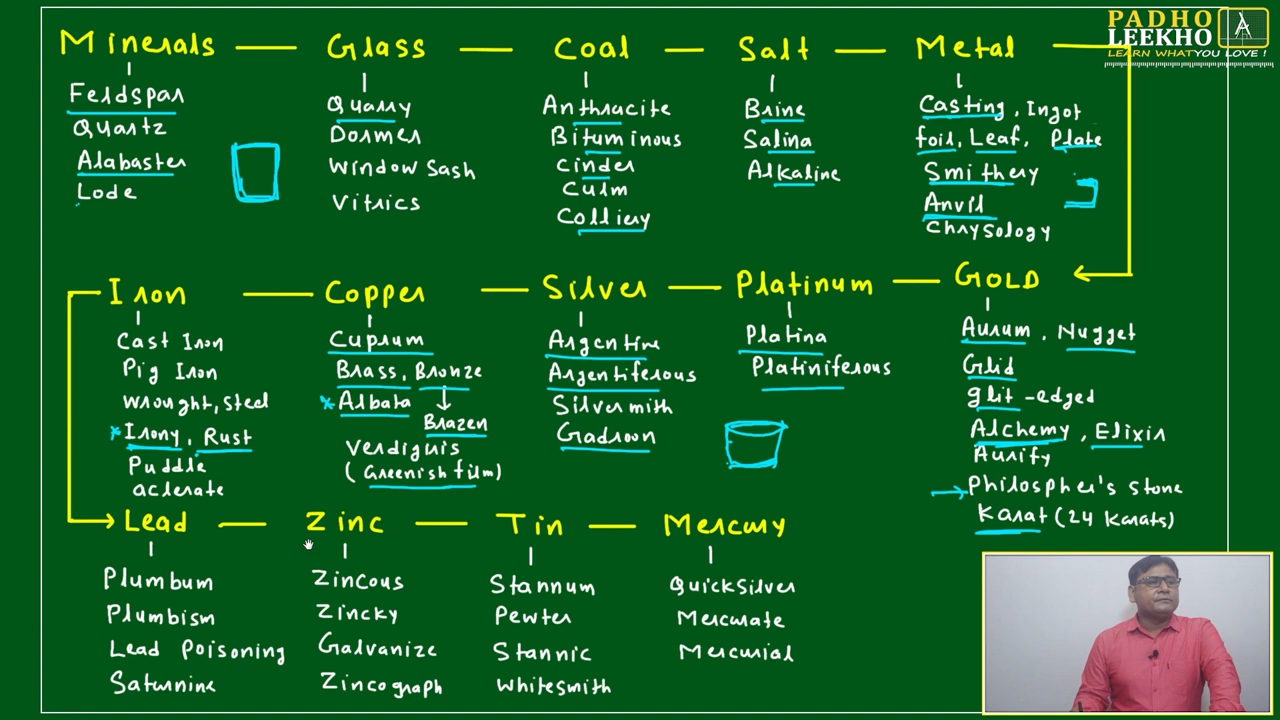 PADHO
LEEKHO
LEARN WHAT YOU LOVE !
Minerals — Glass — Coal — Salt — Metal
Feldspar
Quartz
Alabaster
Lode
Quarry
Dormer
Window Sash
Vitrics
Anthracite
Bituminous
Cinder
Culm
Colliery
Brine
Salina
Alkaline
Casting, Ingot
foil, Leaf, Plate
Smithery
Anvil
Chrysology
Iron — Copper — Silver — Platinum — GOLD
Cast Iron
Pig Iron
Wrought, Steel
* Irony, Rust
Puddle
aclerate
Cuprum
Brass, Bronze
* Albata ↓
Brazen
Verdiguis
(Greenish film)
Argentine
Argentiferous
Silvermith
Gadroon
Platina
Platiniferous
Aurum, Nugget
Glid
glit-edged
Alchemy, Elixir
Aurify
→ Philospher's stone
Karat (24 Karats)
Lead — Zinc — Tin — Mercury
Plumbum
Plumbism
Lead Poisoning
Saturnine
Zincous
Zincky
Galvanize
Zincograph
Stannum
Pewter
Stannic
Whitesmith
QuickSilver
Mercurate
Mercurial